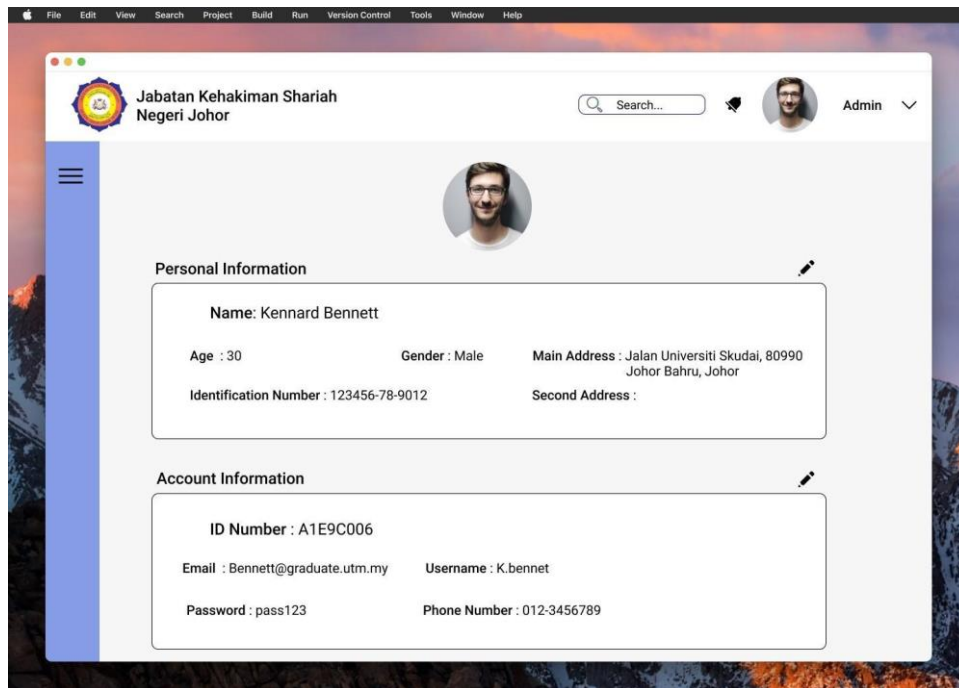 File Edit View Search Project Build Run Version Control Tools Window Help
Jabatan Kehakiman Shariah
Negeri Johor
Search...
Admin
Personal Information
Name: Kennard Bennett
Age : 30 Gender : Male Main Address : Jalan Universiti Skudai, 80990
Johor Bahru, Johor
Identification Number : 123456-78-9012 Second Address :
Account Information
ID Number : A1E9C006
Email : Bennett@graduate.utm.my Username : K.bennet
Password : pass123 Phone Number : 012-3456789